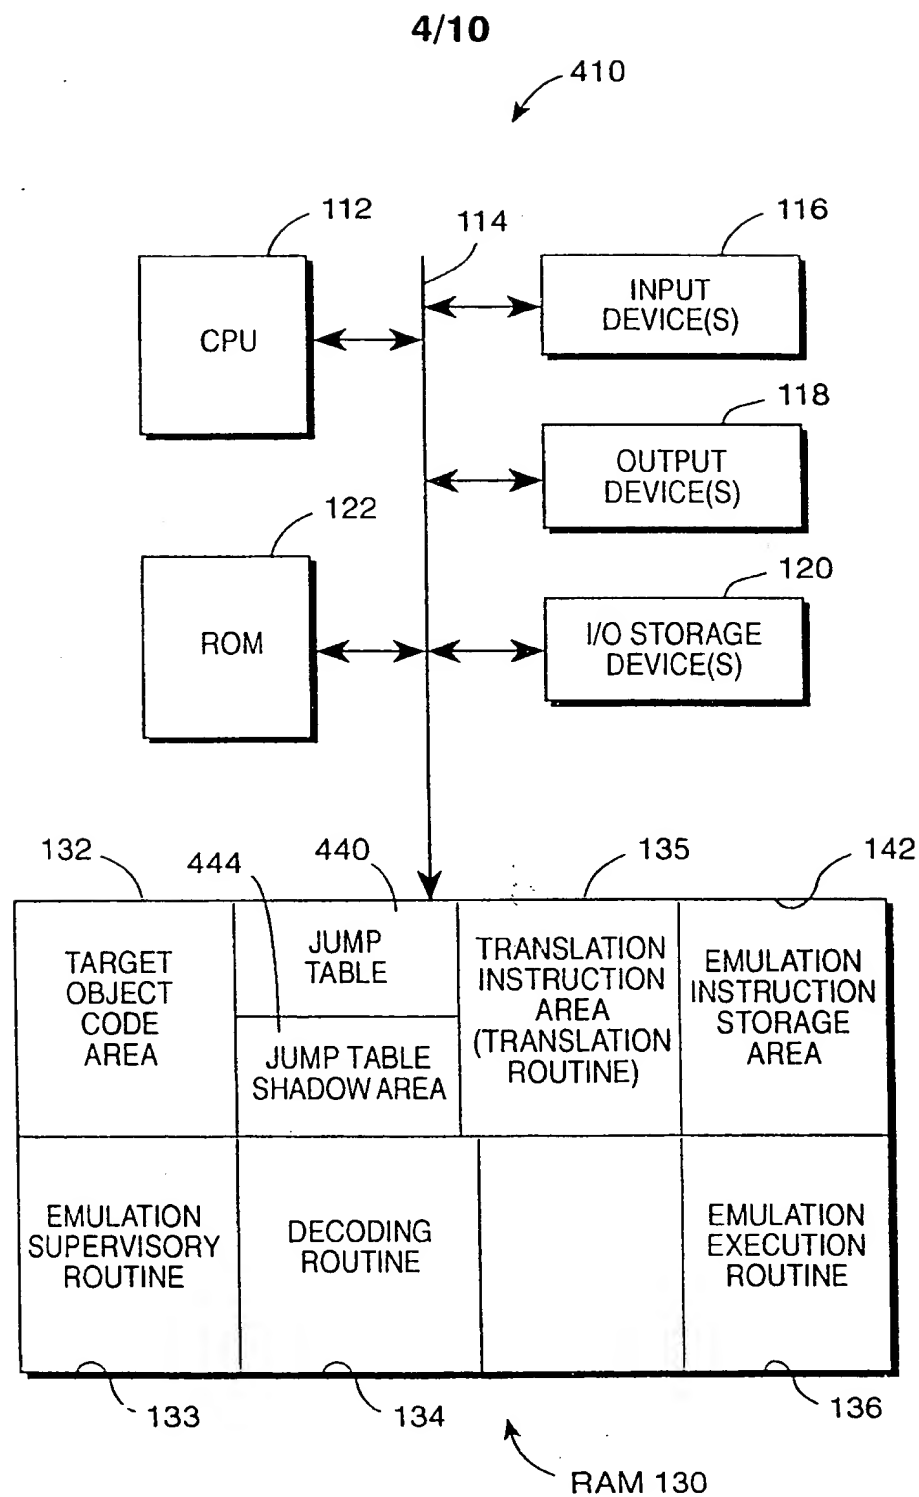 4/10
410
112
114
116
CPU
INPUT
DEVICE(S)
118
OUTPUT
DEVICE(S)
122
120
ROM
I/O STORAGE
DEVICE(S)
132
444
440
135
142
TARGET
OBJECT
CODE
AREA
JUMP
TABLE
JUMP TABLE
SHADOW AREA
TRANSLATION
INSTRUCTION
AREA
(TRANSLATION
ROUTINE)
EMULATION
INSTRUCTION
STORAGE
AREA
EMULATION
SUPERVISORY
ROUTINE
DECODING
ROUTINE
EMULATION
EXECUTION
ROUTINE
133
134
136
RAM 130